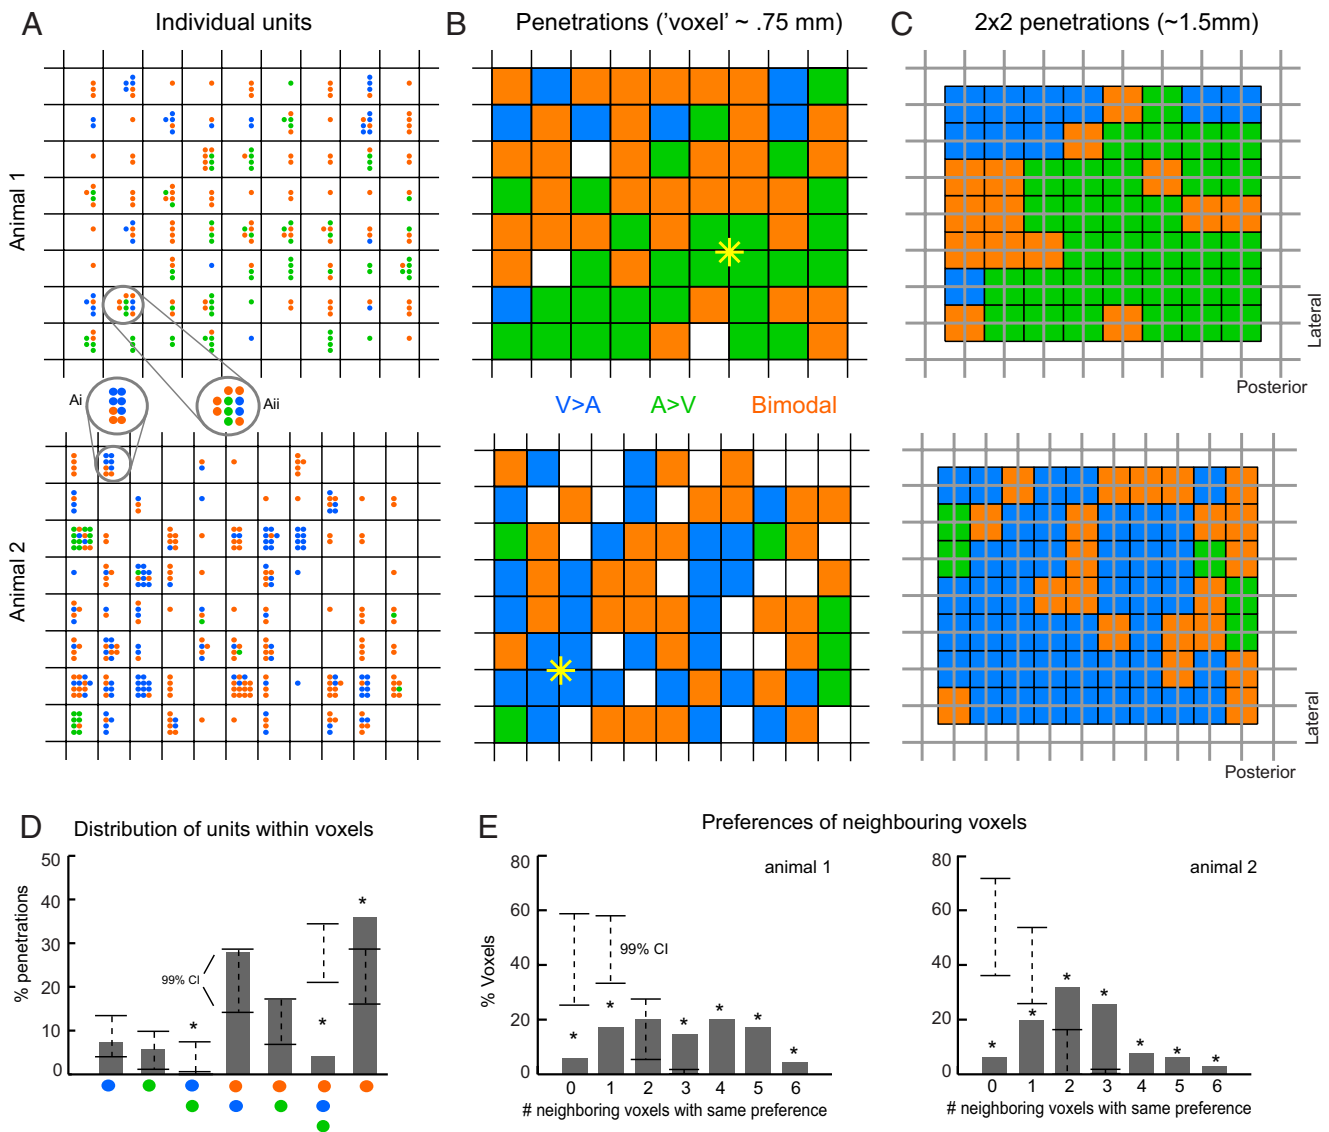 A Individual units
B Penetrations ('voxel' ~ .75 mm)
C 2x2 penetrations (~1.5mm)
Animal 1
Lateral
Posterior
Ai
Aii
V>A A>V Bimodal
Animal 2
Lateral
Posterior
D Distribution of units within voxels
% penetrations
50
40
30
20
10
0
99% CI
*
*
*
E Preferences of neighbouring voxels
animal 1
% Voxels
80
60
40
20
0
99% CI
* * * * * *
0 1 2 3 4 5 6
# neighboring voxels with same preference
animal 2
80
60
40
20
0
* * * * * * *
0 1 2 3 4 5 6
# neighboring voxels with same preference